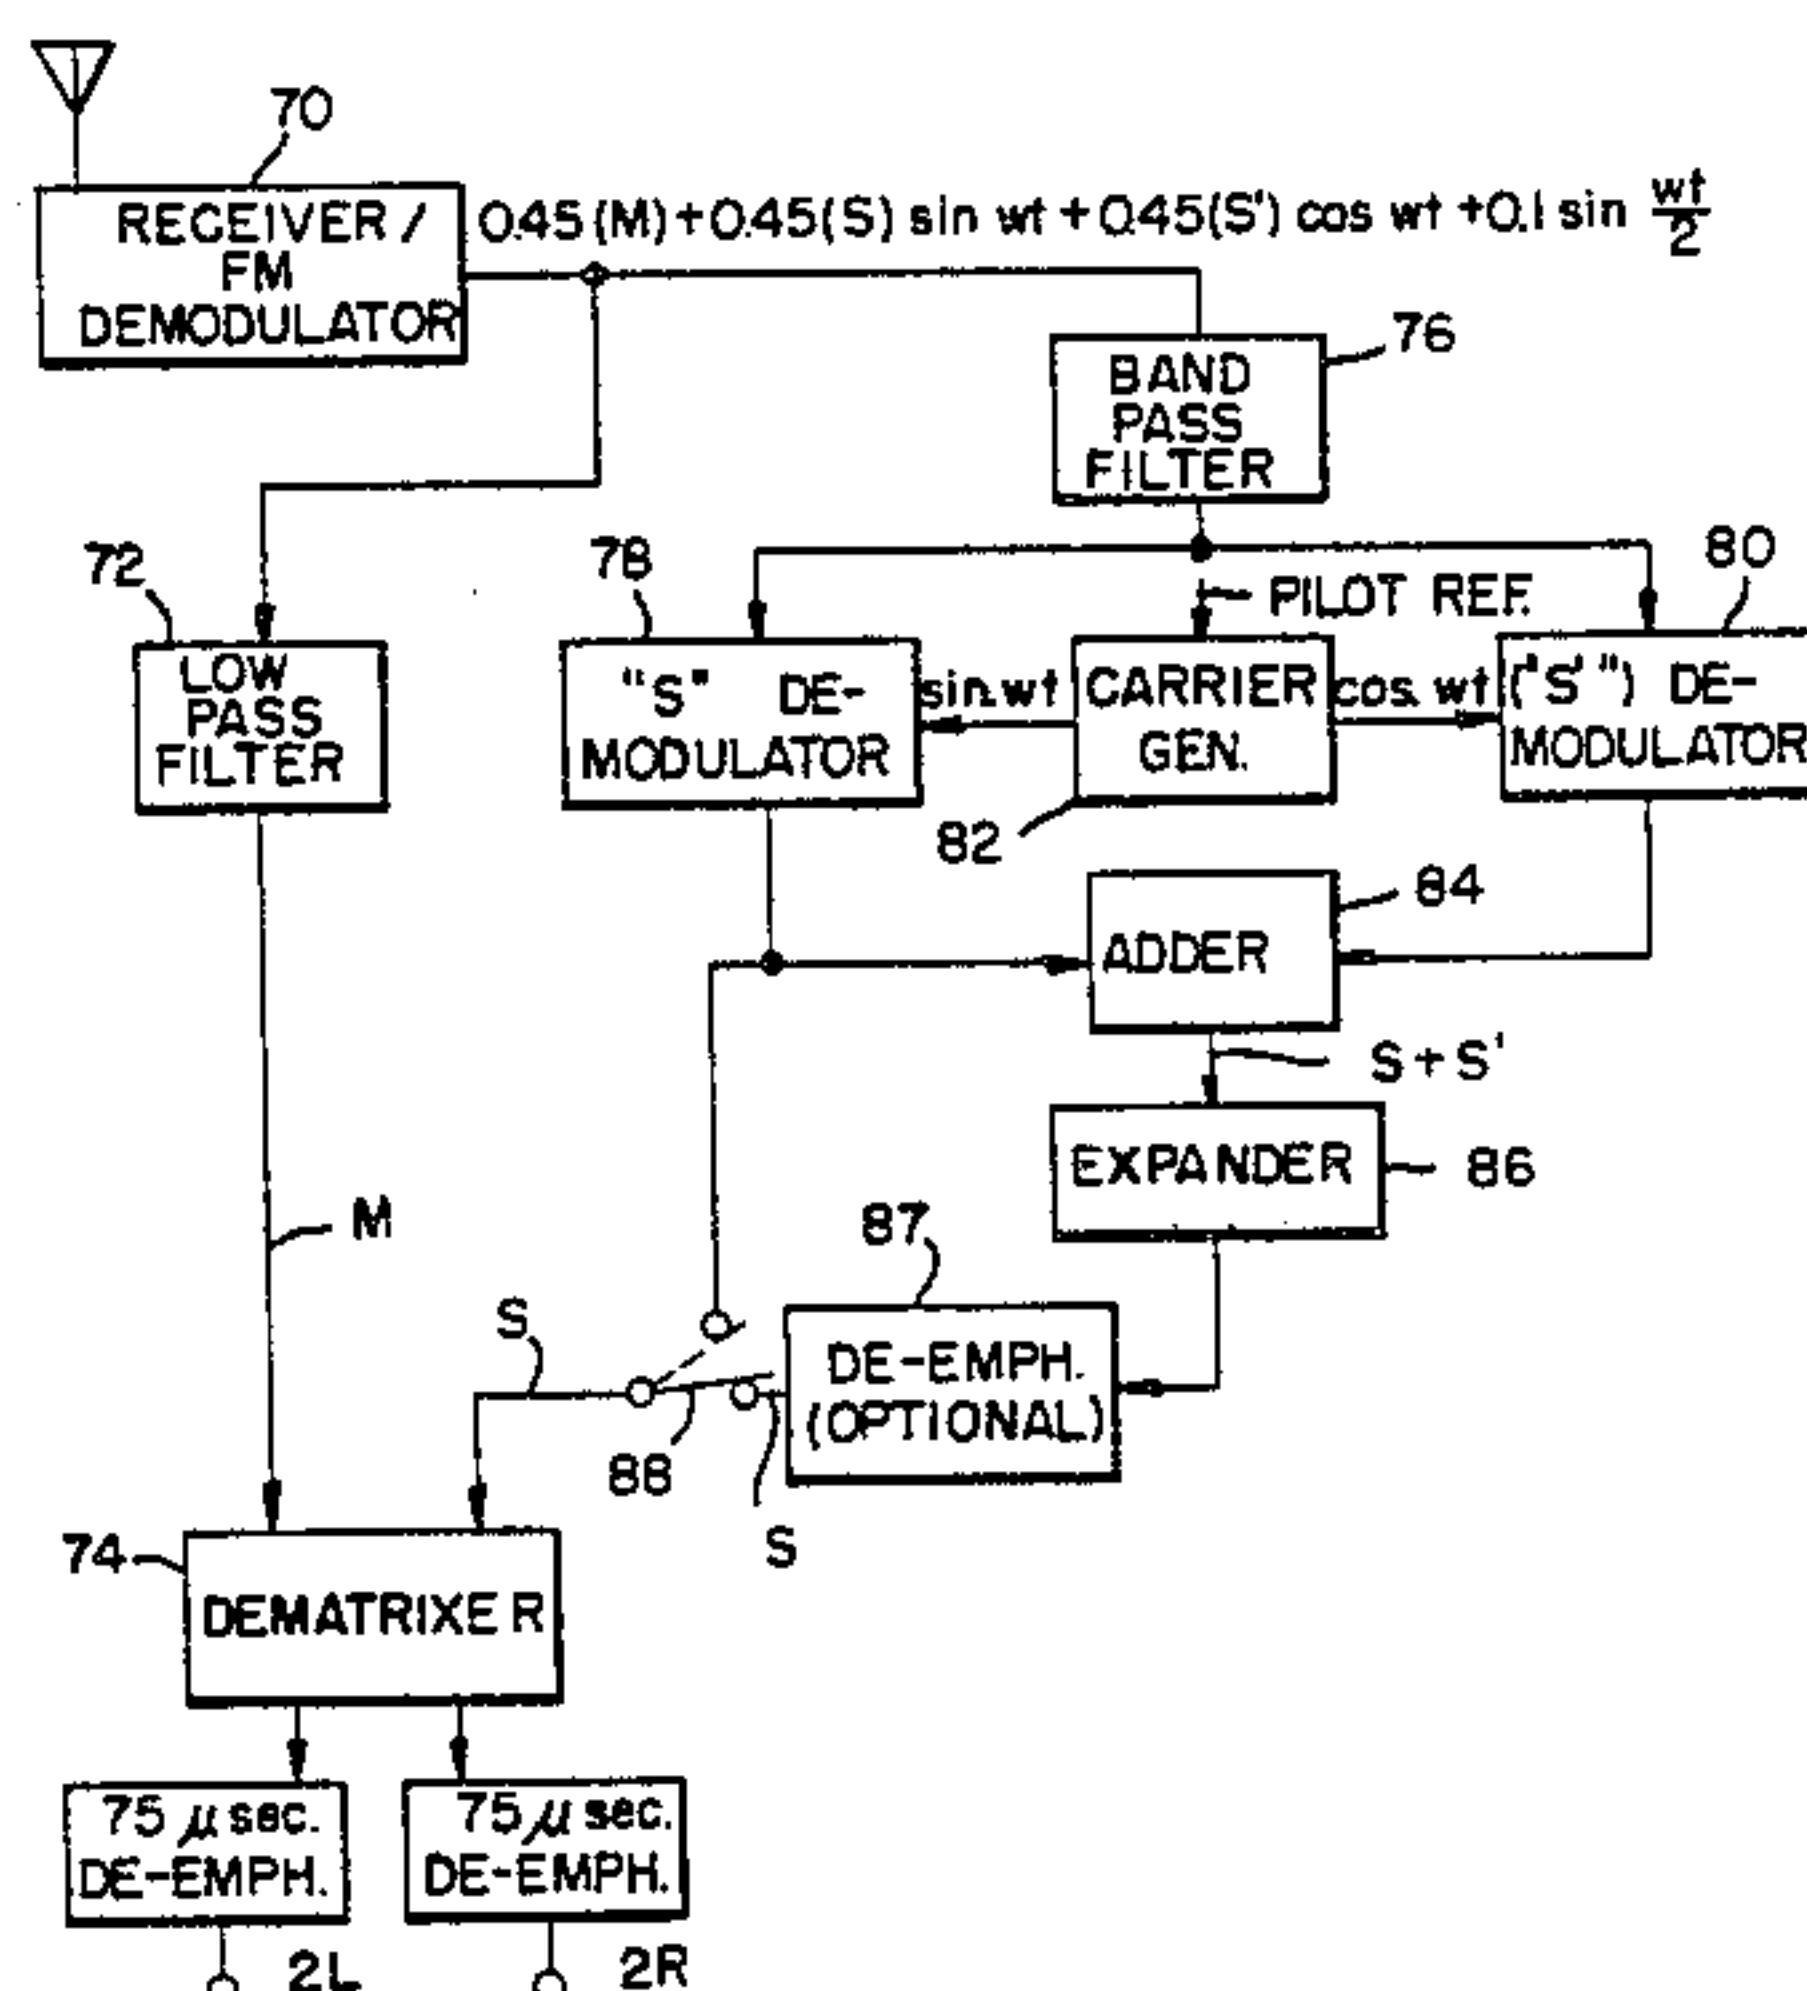 70
RECEIVER /
FM
DEMODULATOR
0.45(M)+0.45(S) sin wt +0.45(S') cos wt +0.1 sin wt/2
76
BAND
PASS
FILTER
72
78
80
PILOT REF.
LOW
PASS
FILTER
"S" DE-
MODULATOR
sin.wt
CARRIER
GEN.
cos. wt
("S'") DE-
MODULATOR
82
84
ADDER
S+S'
EXPANDER
86
M
87
S
DE-EMPH.
(OPTIONAL)
88
S
74
DEMATRIXER
75 μsec.
DE-EMPH.
75 μsec.
DE-EMPH.
2L
2R